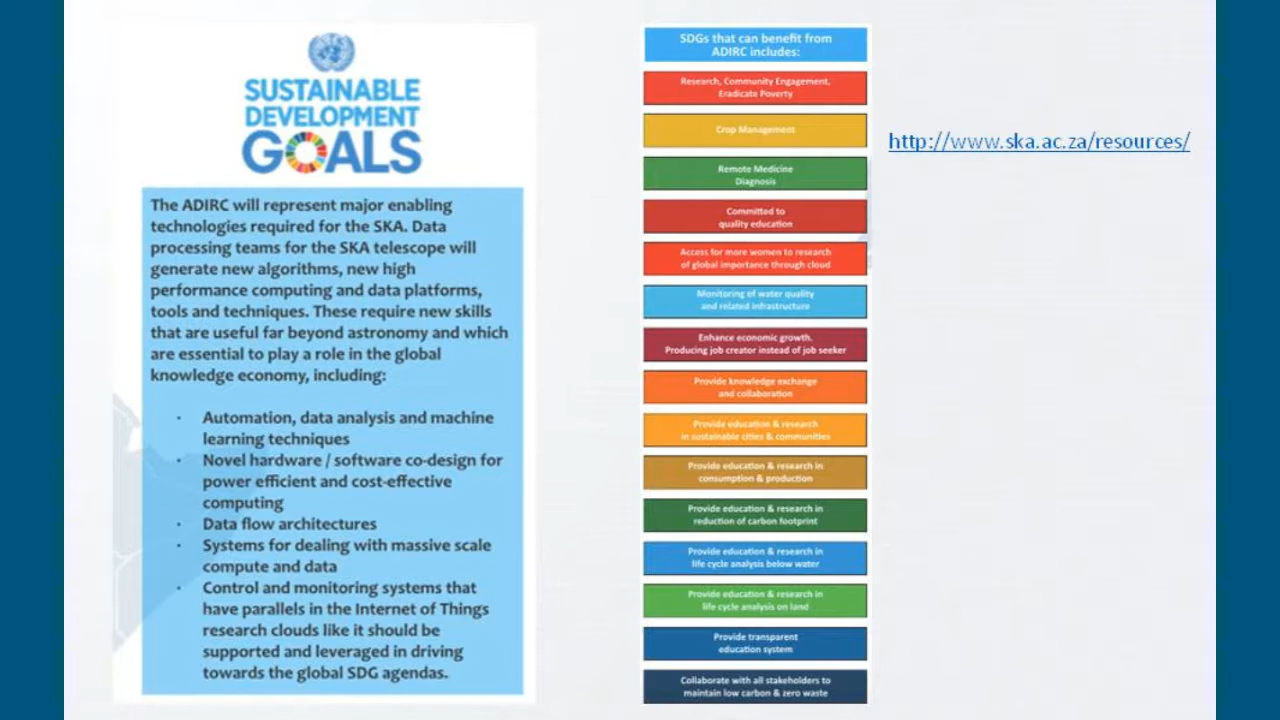 SUSTAINABLE
DEVELOPMENT
GOALS
The ADIRC will represent major enabling
technologies required for the SKA. Data
processing teams for the SKA telescope will
generate new algorithms, new high
performance computing and data platforms,
tools and techniques. These require new skills
that are useful far beyond astronomy and which
are essential to play a role in the global
knowledge economy, including:
· Automation, data analysis and machine
learning techniques
· Novel hardware / software co-design for
power efficient and cost-effective
computing
· Data flow architectures
· Systems for dealing with massive scale
compute and data
· Control and monitoring systems that
have parallels in the Internet of Things
research clouds like it should be
supported and leveraged in driving
towards the global SDG agendas.
SDGs that can benefit from
ADIRC includes:
Research, Community Engagement,
Eradicate Poverty
Crop Management
Remote Medicine
Diagnosis
Committed to
quality education
Access for more women to research
of global importance through cloud
Monitoring of water quality
and related infrastructure
Enhance economic growth.
Producing job creator instead of job seeker
Provide knowledge exchange
and collaboration
Provide education & research
in sustainable cities & communities
Provide education & research in
consumption & production
Provide education & research in
reduction of carbon footprint
Provide education & research in
life cycle analysis below water
Provide education & research in
life cycle analysis on land
Provide transparent
education system
Collaborate with all stakeholders to
maintain low carbon & zero waste
http://www.ska.ac.za/resources/